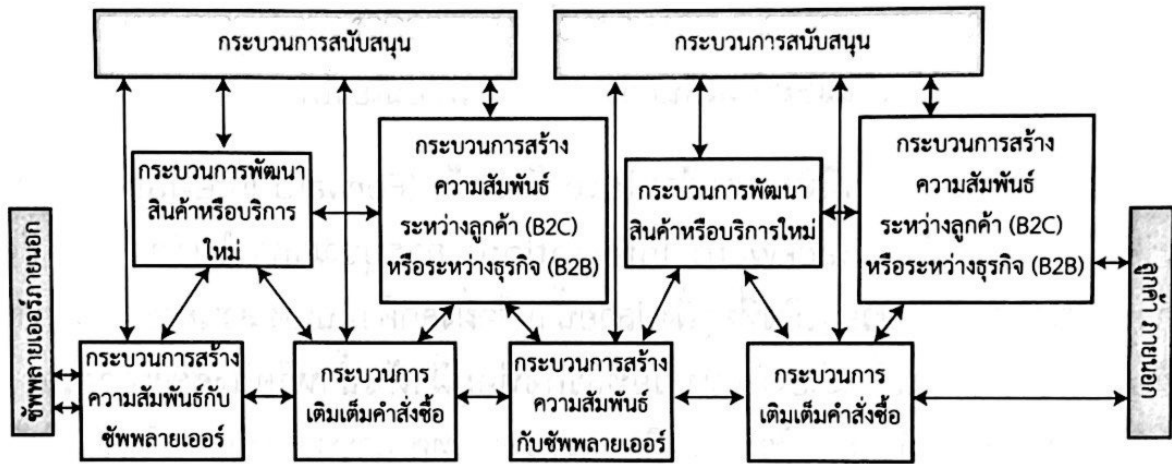 กระบวนการสนับสนุน
กระบวนการสนับสนุน
กระบวนการพัฒนา
สินค้าหรือบริการ
ใหม่
กระบวนการสร้าง
ความสัมพันธ์
ระหว่างลูกค้า (B2C)
หรือระหว่างธุรกิจ (B2B)
กระบวนการพัฒนา
สินค้าหรือบริการใหม่
กระบวนการสร้าง
ความสัมพันธ์
ระหว่างลูกค้า (B2C)
หรือระหว่างธุรกิจ (B2B)
ซัพพลายเออร์ภายนอก
ลูกค้า ภายนอก
กระบวนการสร้าง
ความสัมพันธ์กับ
ซัพพลายเออร์
กระบวนการ
เติมเต็มคำสั่งซื้อ
กระบวนการสร้าง
ความสัมพันธ์
กับซัพพลายเออร์
กระบวนการ
เติมเต็มคำสั่งซื้อ